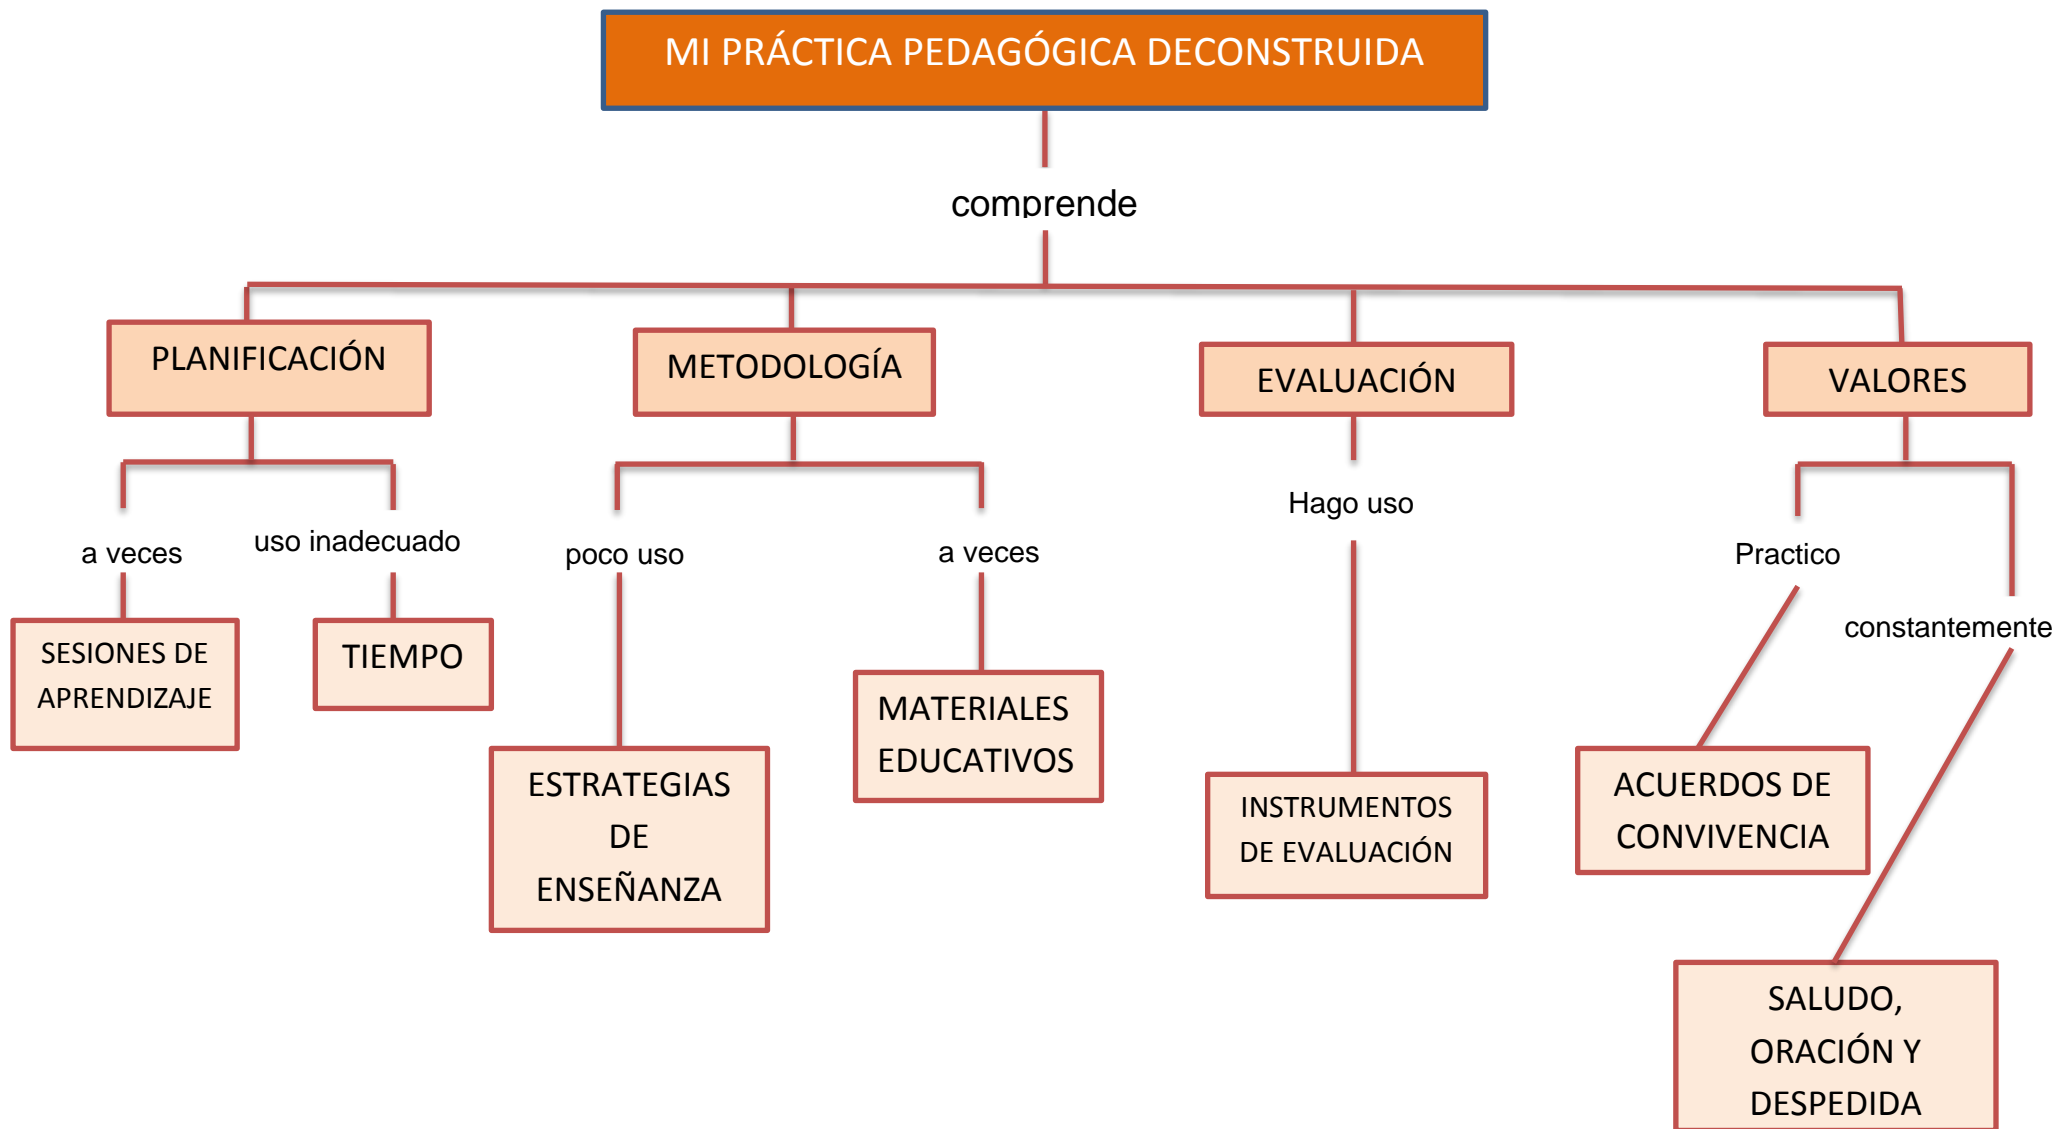 MI PRÁCTICA PEDAGÓGICA DECONSTRUIDA
comprende
PLANIFICACIÓN
METODOLOGÍA
EVALUACIÓN
VALORES
a veces
uso inadecuado
poco uso
a veces
Hago uso
Practico
constantemente
SESIONES DE
APRENDIZAJE
TIEMPO
ESTRATEGIAS
DE
ENSEÑANZA
MATERIALES
EDUCATIVOS
INSTRUMENTOS
DE EVALUACIÓN
ACUERDOS DE
CONVIVENCIA
SALUDO,
ORACIÓN Y
DESPEDIDA